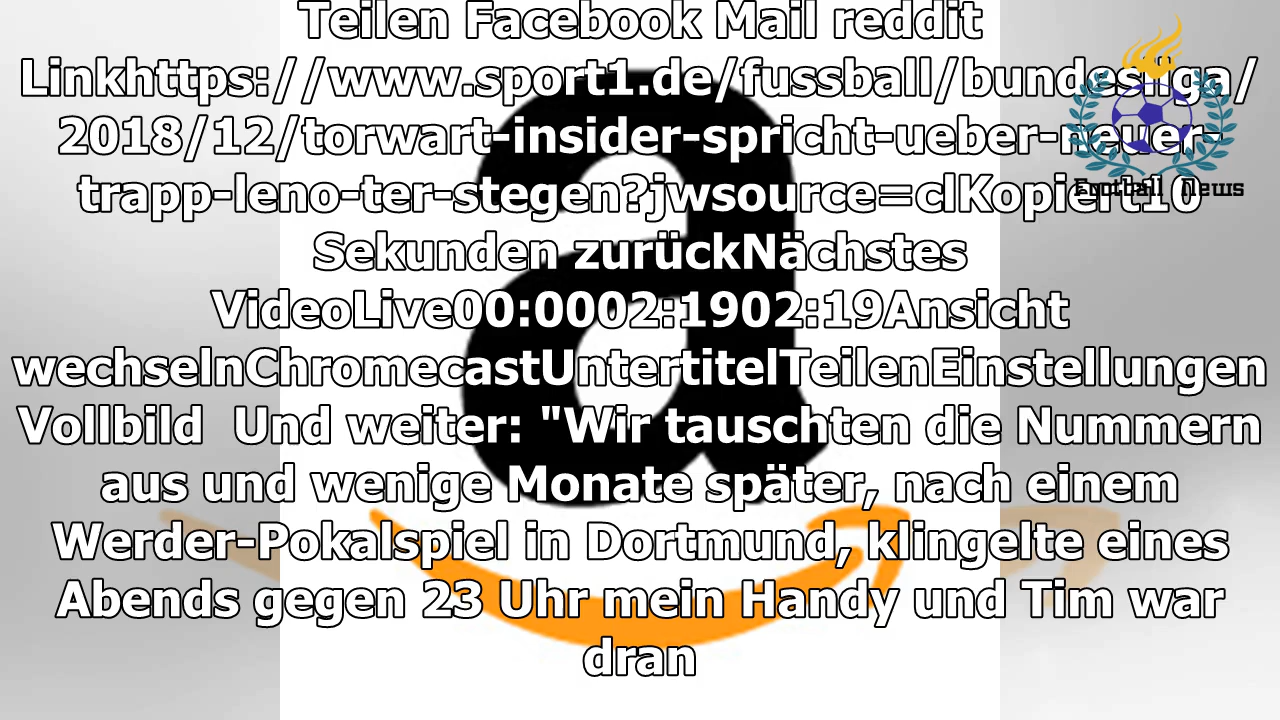 Teilen Facebook Mail reddit
Linkhttps://www.sport1.de/fussball/bundesliga/
2018/12/torwart-insider-spricht-ueber-neuer-
trapp-leno-ter-stegen?jwsource=clKopiert10
Sekunden zurückNächstes
VideoLive00:0002:1902:19Ansicht
wechselnChromecastUntertitelTeilenEinstellungen
Vollbild  Und weiter: "Wir tauschten die Nummern
aus und wenige Monate später, nach einem
Werder-Pokalspiel in Dortmund, klingelte eines
Abends gegen 23 Uhr mein Handy und Tim war
dran
Football News
a